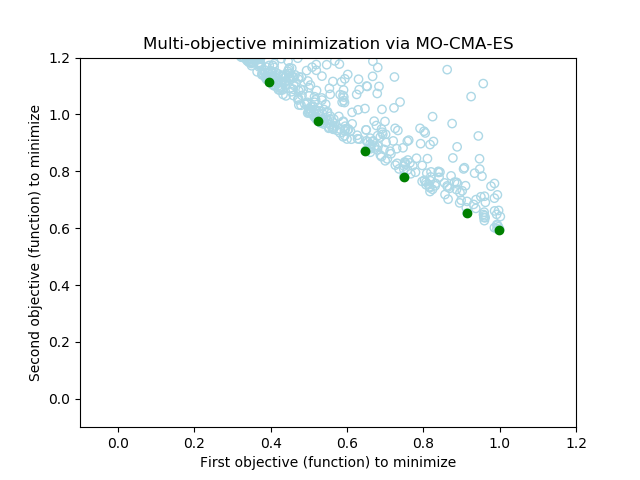 Multi-objective minimization via MO-CMA-ES
Second objective (function) to minimize
1.2
1.0
0.8
0.6
0.4
0.2
0.0
0.0 0.2 0.4 0.6 0.8 1.0 1.2
First objective (function) to minimize